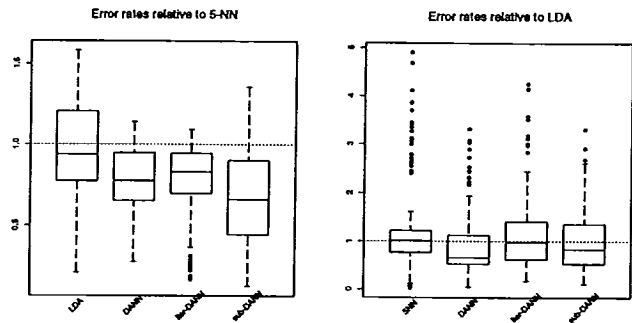 Error rates relative to 5-NN
Error rates relative to LDA
1.5
1.0
0.5
LDA
DANN
iter-DANN
sub-DANN
5
4
3
2
1
0
5NN
DANN
iter-DANN
sub-DANN